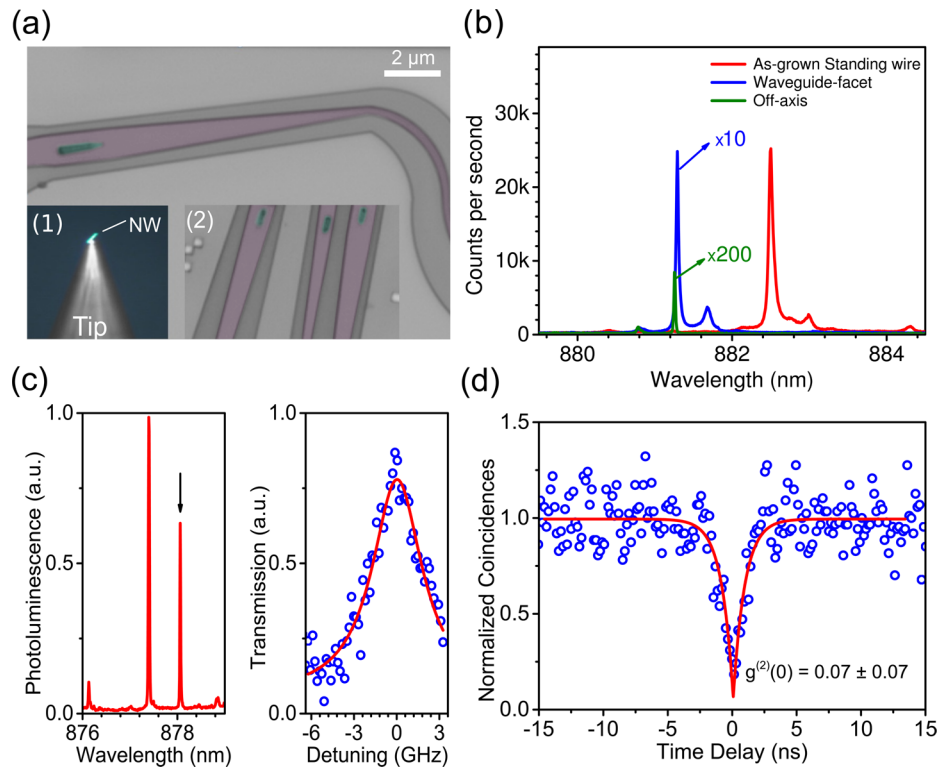 (a)
2 μm
(1)
NW
Tip
(2)
(b)
Counts per second
30k
20k
10k
0
As-grown Standing wire
Waveguide-facet
Off-axis
x10
x200
880
882
884
Wavelength (nm)
(c)
Photoluminescence (a.u.)
1.0
0.5
0.0
876
878
Wavelength (nm)
Transmission (a.u.)
1.0
0.5
0.0
-6
-3
0
3
Detuning (GHz)
(d)
Normalized Coincidences
1.5
1.0
0.5
0.0
g(2)(0) = 0.07 ± 0.07
-15
-10
-5
0
5
10
15
Time Delay (ns)